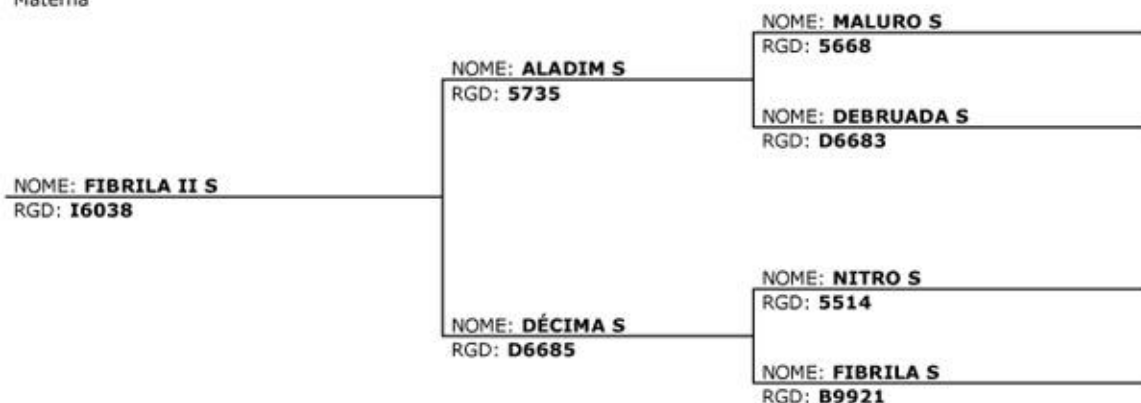 Materna
NOME: MALURO S
RGD: 5668
NOME: ALADIM S
RGD: 5735
NOME: DEBRUADA S
RGD: D6683
NOME: FIBRILA II S
RGD: I6038
NOME: NITRO S
RGD: 5514
NOME: DÉCIMA S
RGD: D6685
NOME: FIBRILA S
RGD: B9921